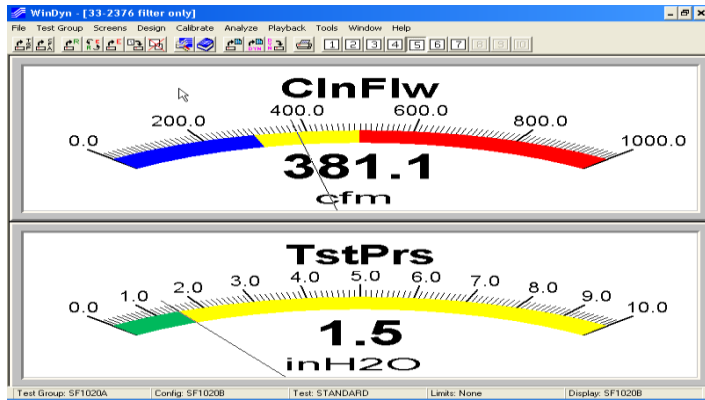 WinDyn - [33-2376 filter only]
File Test Group Screens Design Calibrate Analyze Playback Tools Window Help
1 2 3 4 5 6 7 8 9 10
ClnFlw
0.0 200.0 400.0 600.0 800.0 1000.0
381.1
cfm
TstPrs
0.0 1.0 2.0 3.0 4.0 5.0 6.0 7.0 8.0 9.0 10.0
1.5
inH2O
Test Group: SF1020A Config: SF1020B Test: STANDARD Limits: None Display: SF1020B